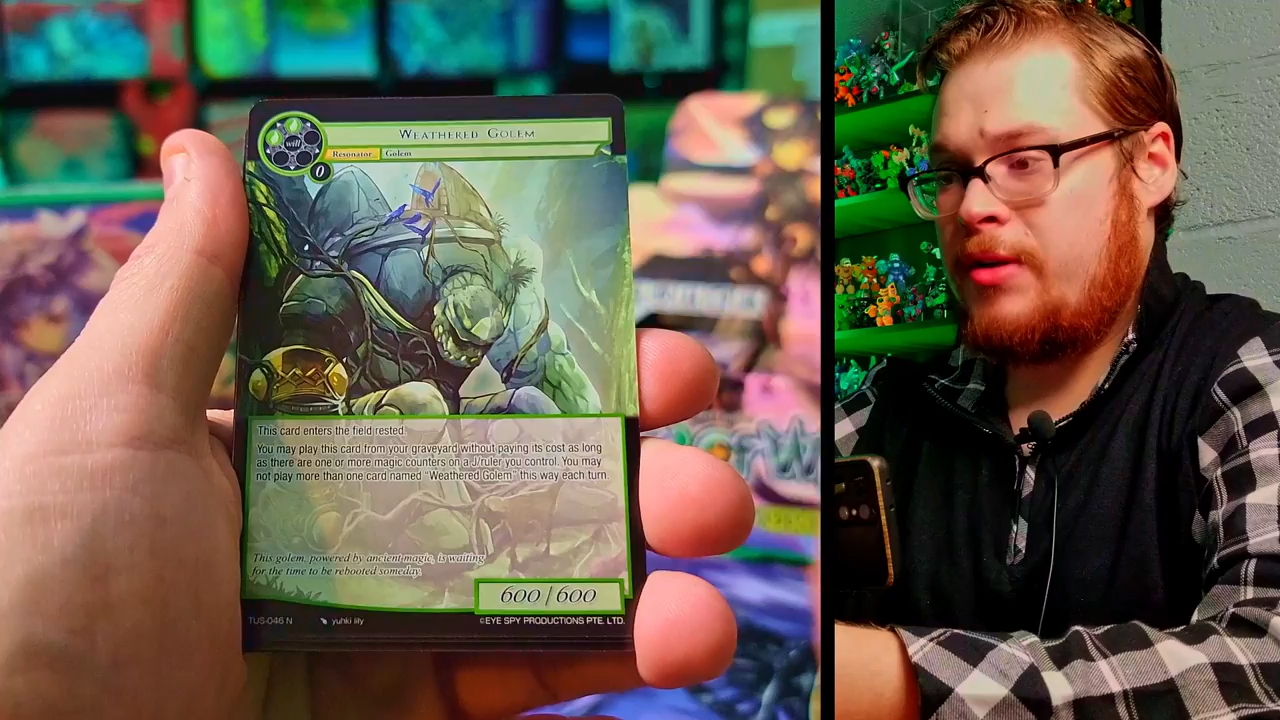 WEATHERED GOLEM
will
Resonator Golem
0
This card enters the field rested.
You may play this card from your graveyard without paying its cost as long
as there are one or more magic counters on a J/ruler you control. You may
not play more than one card named "Weathered Golem" this way each turn.
This golem, powered by ancient magic, is waiting
for the time to be rebooted someday.
600 / 600
TUS-046 N yuhki lily ©EYE SPY PRODUCTIONS PTE. LTD.